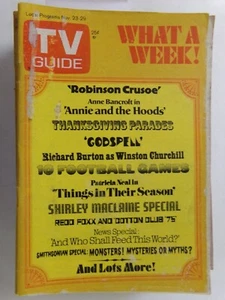 Local Programs Nov. 23-29
TV
GUIDE
WHAT A
WEEK!
'Robinson Crusoe'
Anne Bancroft in
'Annie and the Hoods'
THANKSGIVING PARADES
'GODSPELL'
Richard Burton as Winston Churchill
10 FOOTBALL GAMES
Patricia Neal in
"Things in Their Season"
SHIRLEY MACLAINE SPECIAL
REDD FOXX AND COTTON CLUB '75
News Special:
'And Who Shall Feed This World?'
SMITHSONIAN SPECIAL: MONSTERS! MYSTERIES OR MYTHS?
And Lots More!